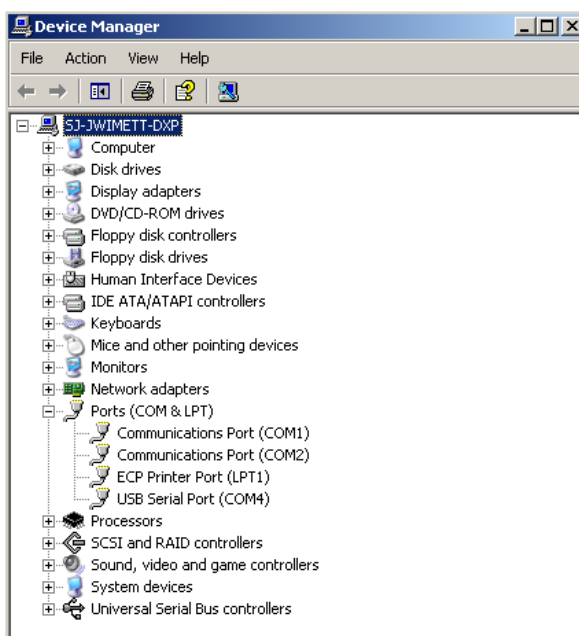 Device Manager
File Action View Help
SJ-JWIMETT-DXP
Computer
Disk drives
Display adapters
DVD/CD-ROM drives
Floppy disk controllers
Floppy disk drives
Human Interface Devices
IDE ATA/ATAPI controllers
Keyboards
Mice and other pointing devices
Monitors
Network adapters
Ports (COM & LPT)
Communications Port (COM1)
Communications Port (COM2)
ECP Printer Port (LPT1)
USB Serial Port (COM4)
Processors
SCSI and RAID controllers
Sound, video and game controllers
System devices
Universal Serial Bus controllers